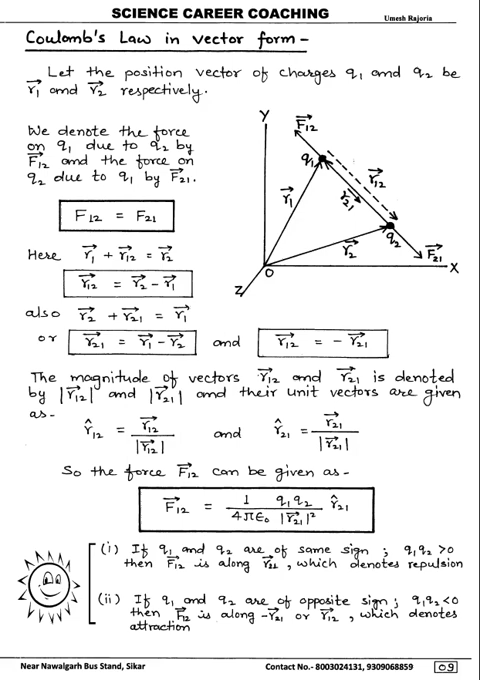 SCIENCE CAREER COACHING
Umesh Rajoria
Coulomb's Law in vector form -
Let the position vector of charges q₁ and q₂ be
r₁⃗ and r₂⃗ respectively.
We denote the force
on q₁ due to q₂ by
F₁₂⃗ and the force on
q₂ due to q₁ by F₂₁⃗.
F₁₂ = F₂₁
Y
F₁₂⃗
q₁
r₁₂⃗
r₂₁⃗
r₁⃗
q₂
r₂⃗
F₂₁⃗
O
X
Z
Here r₁⃗ + r₁₂⃗ = r₂⃗
r₁₂⃗ = r₂⃗ - r₁⃗
also r₂⃗ + r₂₁⃗ = r₁⃗
or r₂₁⃗ = r₁⃗ - r₂⃗ and r₁₂⃗ = - r₂₁⃗
The magnitude of vectors r₁₂⃗ and r₂₁⃗ is denoted
by |r₁₂⃗| and |r₂₁⃗| and their unit vectors are given
as-
r̂₁₂ = r₁₂⃗ / |r₁₂⃗| and r̂₂₁ = r₂₁⃗ / |r₂₁⃗|
So the force F₁₂⃗ can be given as -
F₁₂⃗ = 1/4πε₀ q₁q₂/|r₂₁⃗|² r̂₂₁
(i) If q₁ and q₂ are of same sign ; q₁q₂ > 0
then F₁₂⃗ is along r₂₁⃗, which denotes repulsion
(ii) If q₁ and q₂ are of opposite sign ; q₁q₂ < 0
then F₁₂⃗ is along -r₂₁⃗ or r₁₂⃗, which denotes
attraction
Near Nawalgarh Bus Stand, Sikar
Contact No.- 8003024131, 9309068859
09